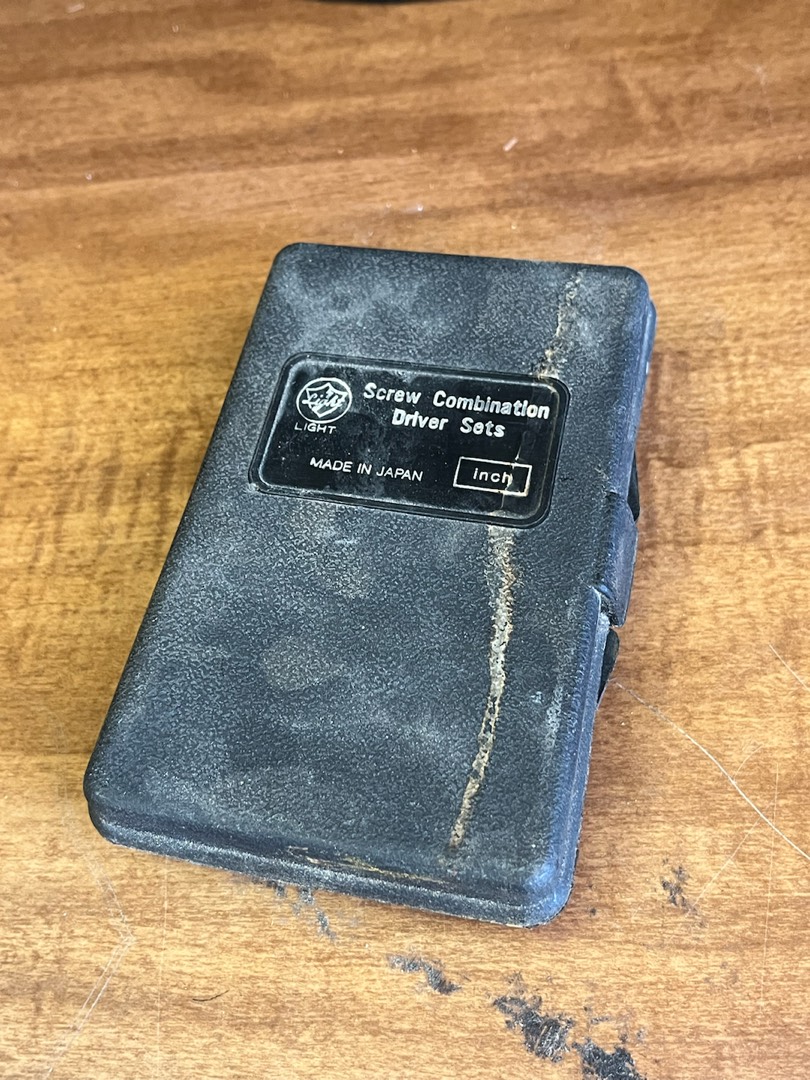 Light
LIGHT
Screw Combination
Driver Sets
MADE IN JAPAN
inch